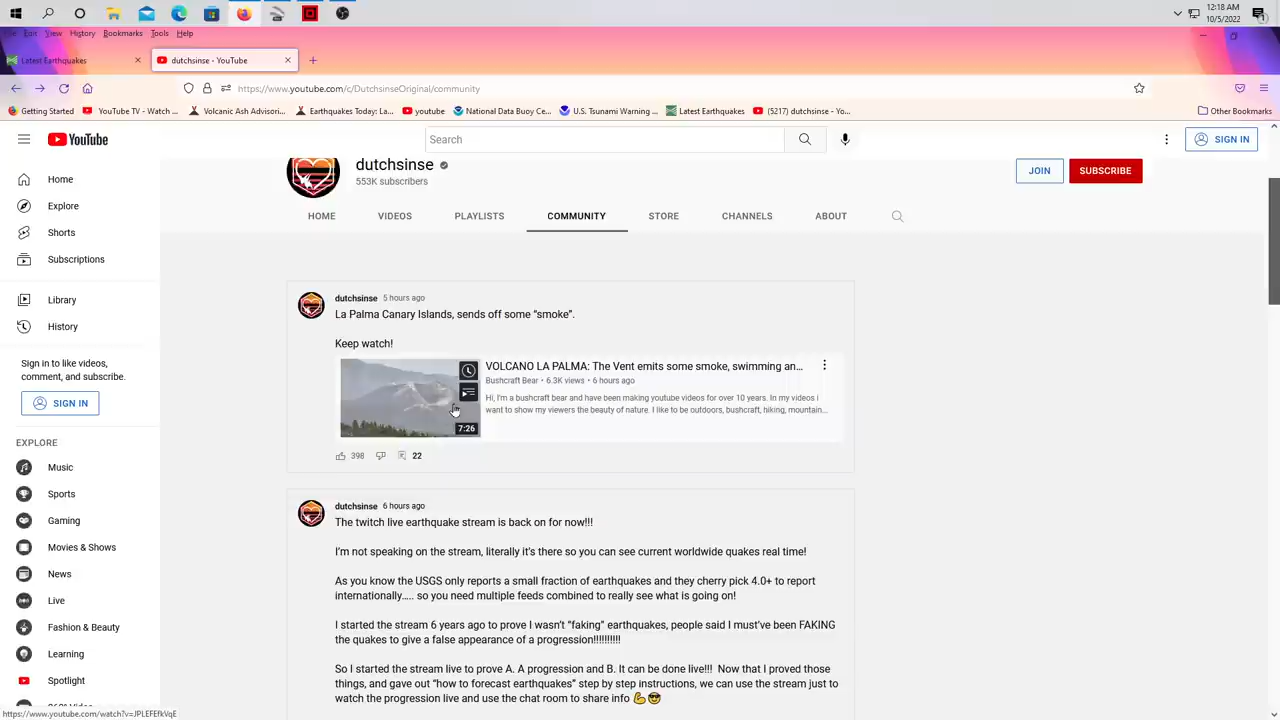 12:18 AM
10/5/2022
File Edit View History Bookmarks Tools Help
Latest Earthquakes
dutchsinse - YouTube
https://www.youtube.com/c/DutchsinseOriginal/community
Getting Started
YouTube TV - Watch ...
Volcanic Ash Advisori...
Earthquakes Today: La...
youtube
National Data Buoy Ce...
U.S. Tsunami Warning ...
Latest Earthquakes
(5217) dutchsinse - Yo...
Other Bookmarks
YouTube
Search
SIGN IN
dutchsinse
553K subscribers
JOIN
SUBSCRIBE
HOME VIDEOS PLAYLISTS COMMUNITY STORE CHANNELS ABOUT
Home
Explore
Shorts
Subscriptions
Library
History
Sign in to like videos,
comment, and subscribe.
SIGN IN
EXPLORE
Music
Sports
Gaming
Movies & Shows
News
Live
Fashion & Beauty
Learning
Spotlight
dutchsinse 5 hours ago
La Palma Canary Islands, sends off some “smoke”.
Keep watch!
7:26
VOLCANO LA PALMA: The Vent emits some smoke, swimming an...
Bushcraft Bear • 6.3K views • 6 hours ago
Hi, I'm a bushcraft bear and have been making youtube videos for over 10 years. In my videos i
want to show my viewers the beauty of nature. I like to be outdoors, bushcraft, hiking, mountain...
398
22
dutchsinse 6 hours ago
The twitch live earthquake stream is back on for now!!!
I’m not speaking on the stream, literally it’s there so you can see current worldwide quakes real time!
As you know the USGS only reports a small fraction of earthquakes and they cherry pick 4.0+ to report
internationally..... so you need multiple feeds combined to really see what is going on!
I started the stream 6 years ago to prove I wasn’t “faking” earthquakes, people said I must’ve been FAKING
the quakes to give a false appearance of a progression!!!!!!!!!!
So I started the stream live to prove A. A progression and B. It can be done live!!! Now that I proved those
things, and gave out “how to forecast earthquakes” step by step instructions, we can use the stream just to
watch the progression live and use the chat room to share info 💪😎
https://www.youtube.com/watch?v=JPLEFEfkVqE